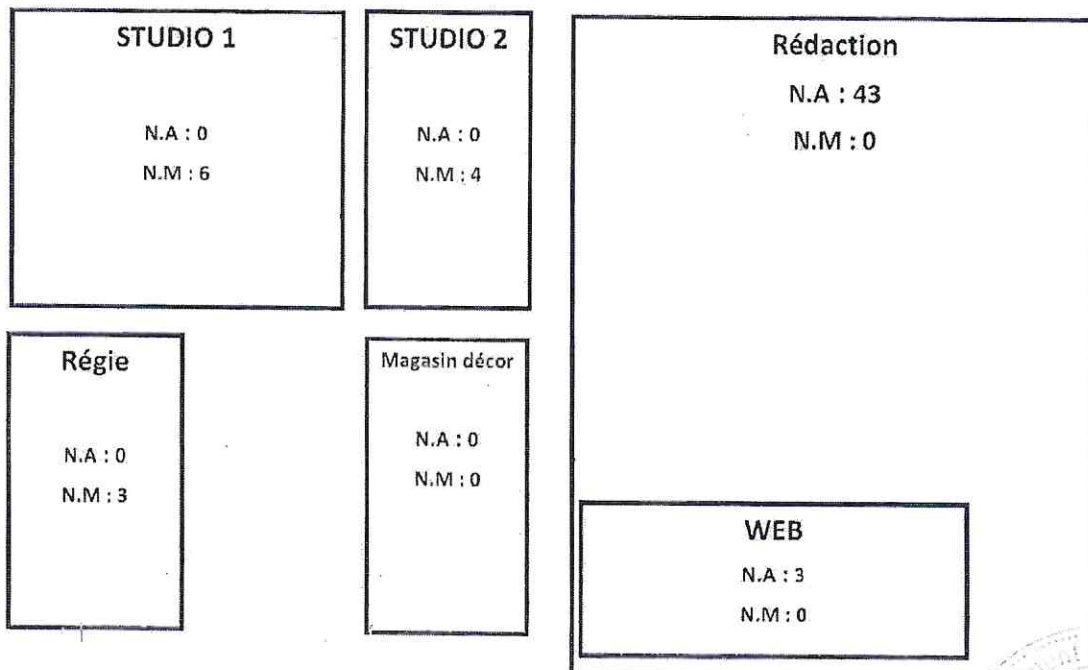 STUDIO 1
N.A : 0
N.M : 6
STUDIO 2
N.A : 0
N.M : 4
Rédaction
N.A : 43
N.M : 0
Régie
N.A : 0
N.M : 3
Magasin décor
N.A : 0
N.M : 0
WEB
N.A : 3
N.M : 0